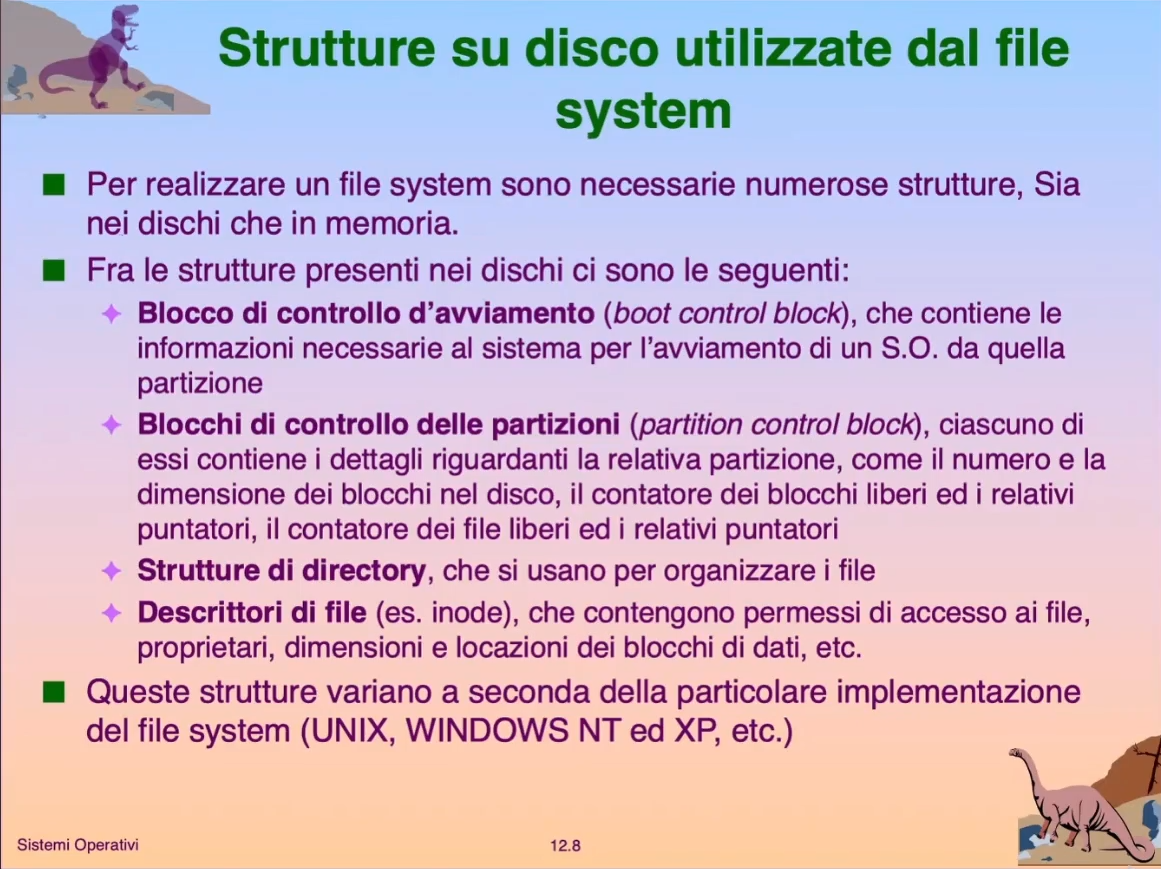 Strutture su disco utilizzate dal file
system
Per realizzare un file system sono necessarie numerose strutture, Sia
nei dischi che in memoria.
Fra le strutture presenti nei dischi ci sono le seguenti:
Blocco di controllo d'avviamento (boot control block), che contiene le
informazioni necessarie al sistema per l'avviamento di un S.O. da quella
partizione
Blocchi di controllo delle partizioni (partition control block), ciascuno di
essi contiene i dettagli riguardanti la relativa partizione, come il numero e la
dimensione dei blocchi nel disco, il contatore dei blocchi liberi ed i relativi
puntatori, il contatore dei file liberi ed i relativi puntatori
Strutture di directory, che si usano per organizzare i file
Descrittori di file (es. inode), che contengono permessi di accesso ai file,
proprietari, dimensioni e locazioni dei blocchi di dati, etc.
Queste strutture variano a seconda della particolare implementazione
del file system (UNIX, WINDOWS NT ed XP, etc.)
Sistemi Operativi
12.8